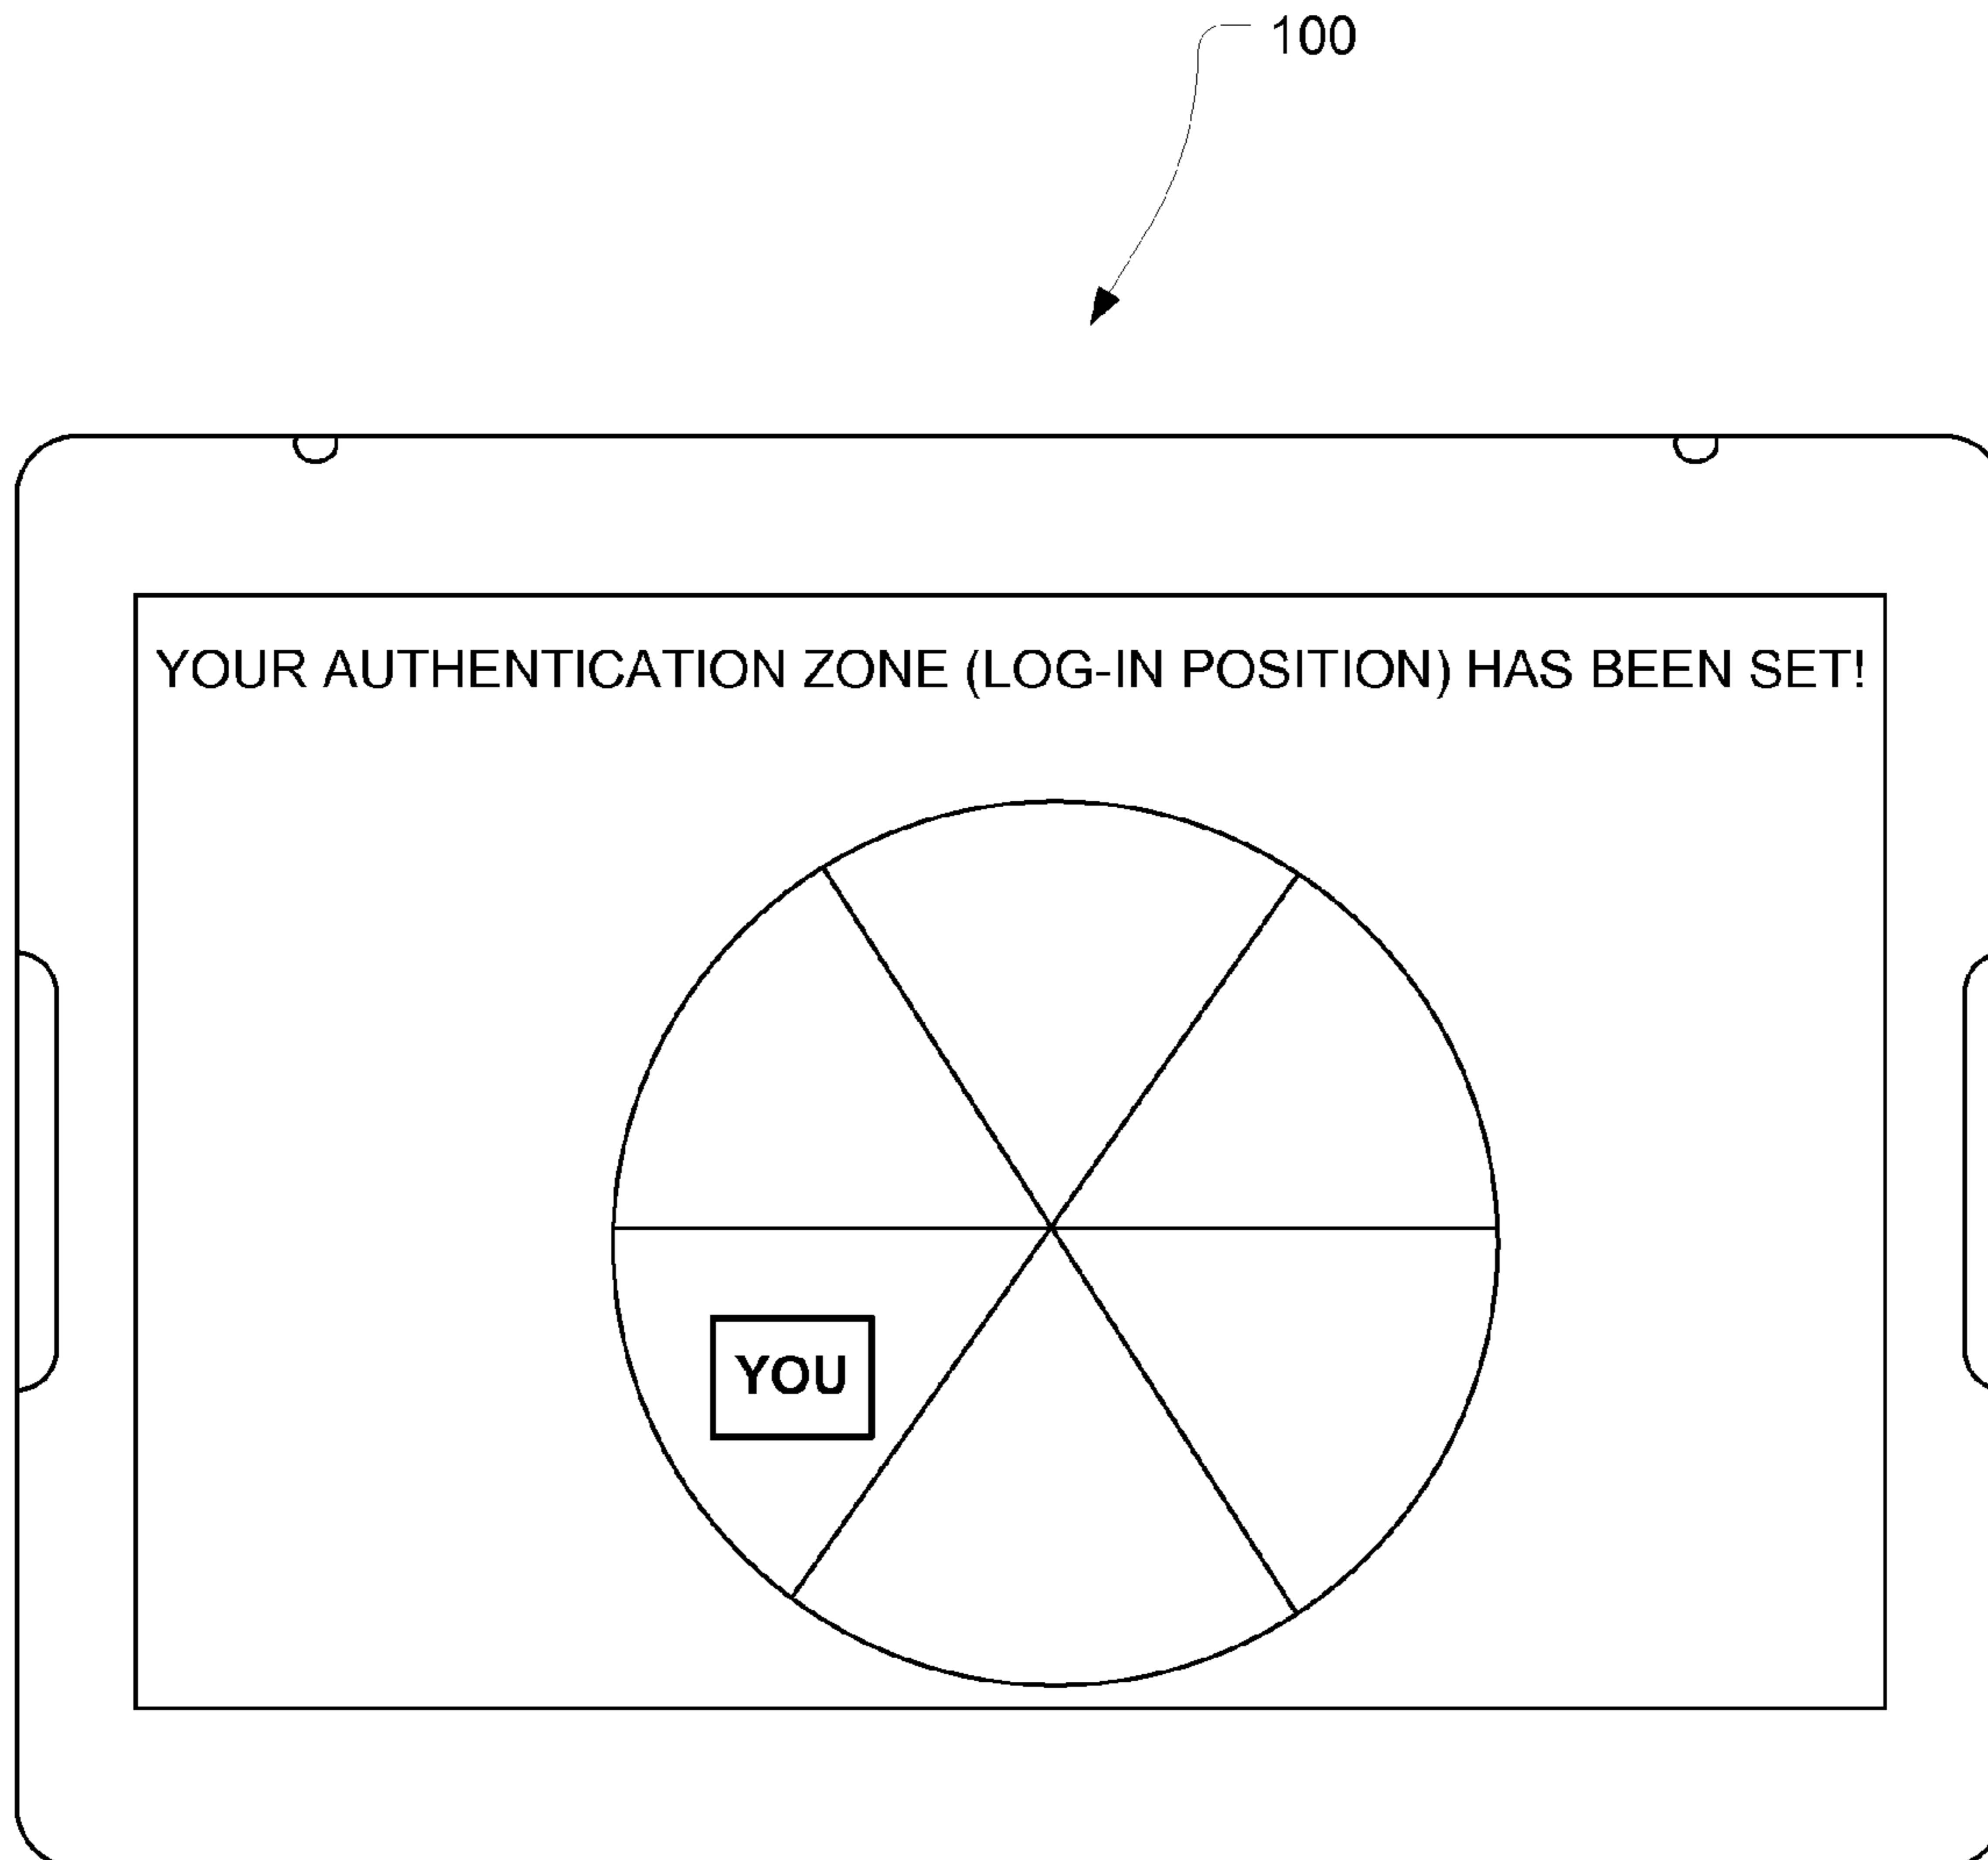 100
YOUR AUTHENTICATION ZONE (LOG-IN POSITION) HAS BEEN SET!
YOU